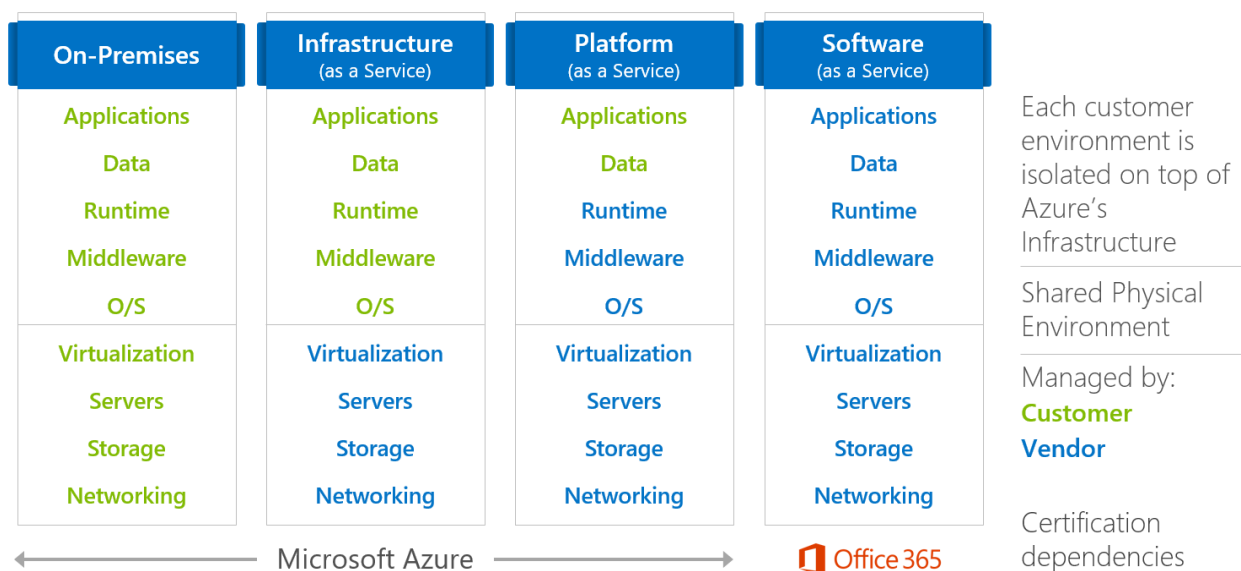 On-Premises
Applications
Data
Runtime
Middleware
O/S
Virtualization
Servers
Storage
Networking
Infrastructure
(as a Service)
Applications
Data
Runtime
Middleware
O/S
Virtualization
Servers
Storage
Networking
Platform
(as a Service)
Applications
Data
Runtime
Middleware
O/S
Virtualization
Servers
Storage
Networking
Software
(as a Service)
Applications
Data
Runtime
Middleware
O/S
Virtualization
Servers
Storage
Networking
Microsoft Azure
Office 365
Each customer
environment is
isolated on top of
Azure’s
Infrastructure
Shared Physical
Environment
Managed by:
Customer
Vendor
Certification
dependencies